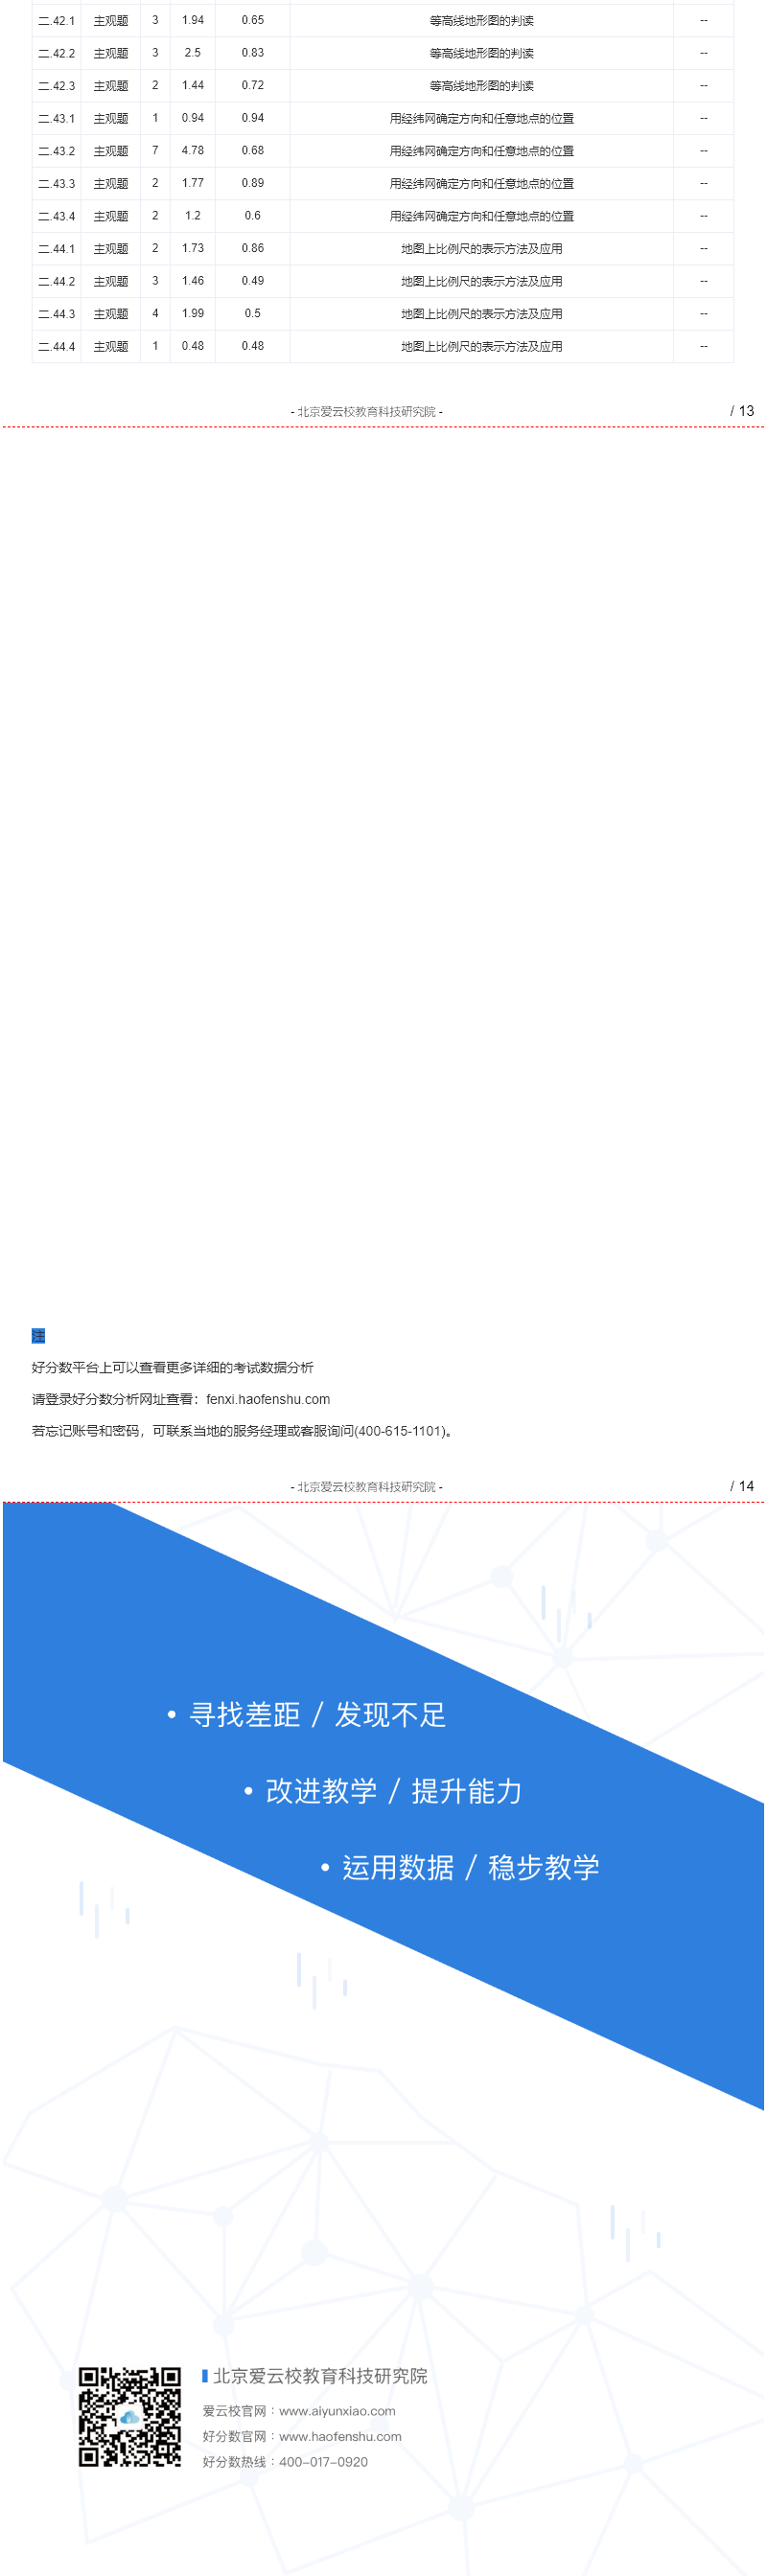 二.42.1 主观题 3 1.94 0.65 等高线地形图的判读 --
二.42.2 主观题 3 2.5 0.83 等高线地形图的判读 --
二.42.3 主观题 2 1.44 0.72 等高线地形图的判读 --
二.43.1 主观题 1 0.94 0.94 用经纬网确定方向和任意地点的位置 --
二.43.2 主观题 7 4.78 0.68 用经纬网确定方向和任意地点的位置 --
二.43.3 主观题 2 1.77 0.89 用经纬网确定方向和任意地点的位置 --
二.43.4 主观题 2 1.2 0.6 用经纬网确定方向和任意地点的位置 --
二.44.1 主观题 2 1.73 0.86 地图上比例尺的表示方法及应用 --
二.44.2 主观题 3 1.46 0.49 地图上比例尺的表示方法及应用 --
二.44.3 主观题 4 1.99 0.5 地图上比例尺的表示方法及应用 --
二.44.4 主观题 1 0.48 0.48 地图上比例尺的表示方法及应用 --
- 北京爱云校教育科技研究院 - / 13
注
好分数平台上可以查看更多详细的考试数据分析
请登录好分数分析网址查看：fenxi.haofenshu.com
若忘记账号和密码，可联系当地的服务经理或客服询问(400-615-1101)。
- 北京爱云校教育科技研究院 - / 14
• 寻找差距 / 发现不足
• 改进教学 / 提升能力
• 运用数据 / 稳步教学
北京爱云校教育科技研究院
爱云校官网：www.aiyunxiao.com
好分数官网：www.haofenshu.com
好分数热线：400-017-0920